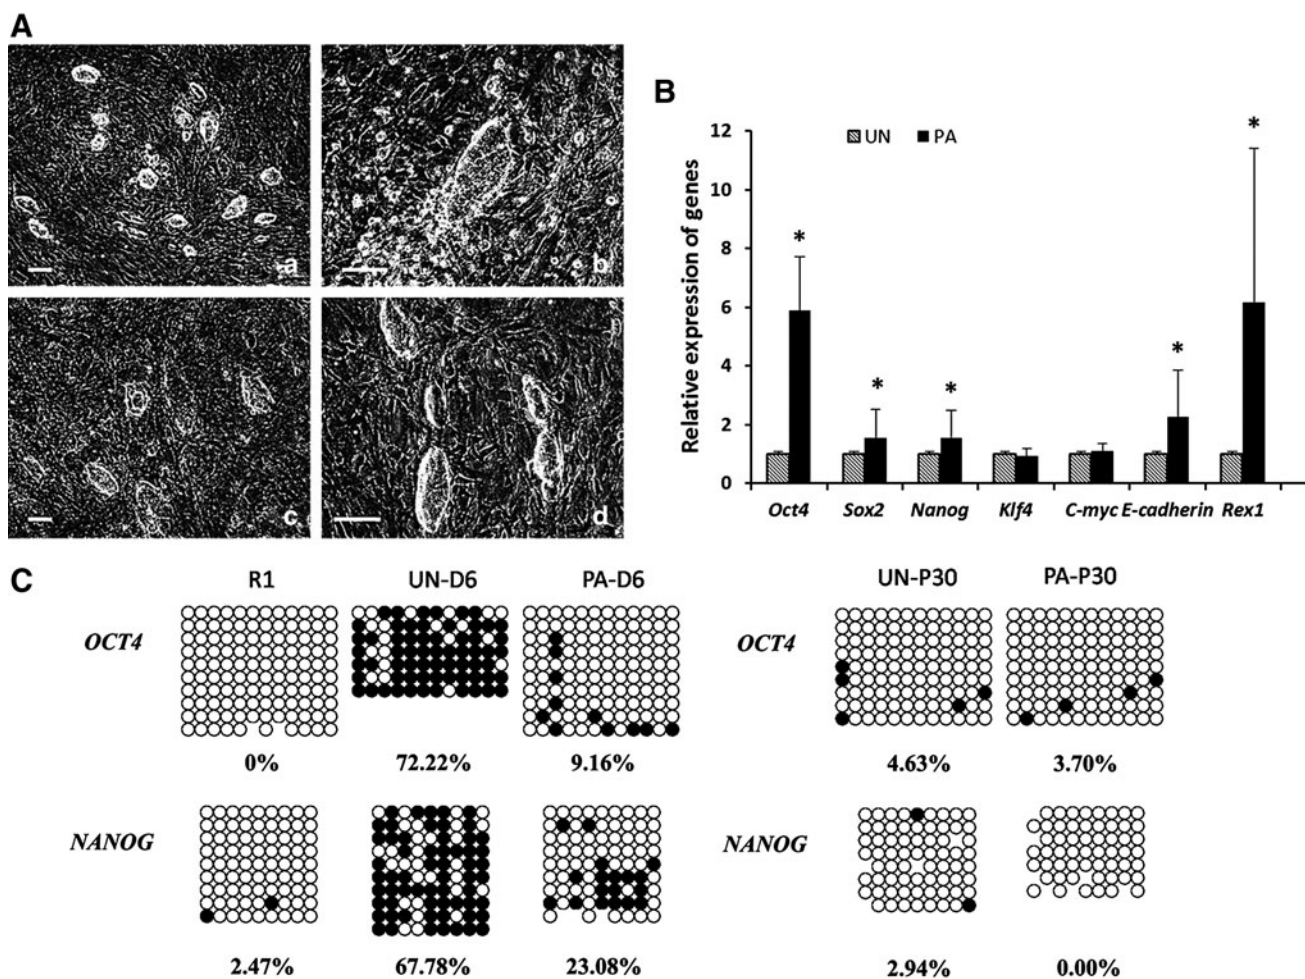 A
a
b
c
d
B
UN PA
12
10
8
6
4
2
0
Relative expression of genes
* * * * *
Oct4 Sox2 Nanog Klf4 C-myc E-cadherin Rex1
C
R1 UN-D6 PA-D6 UN-P30 PA-P30
OCT4 OCT4
0% 72.22% 9.16% 4.63% 3.70%
NANOG NANOG
2.47% 67.78% 23.08% 2.94% 0.00%